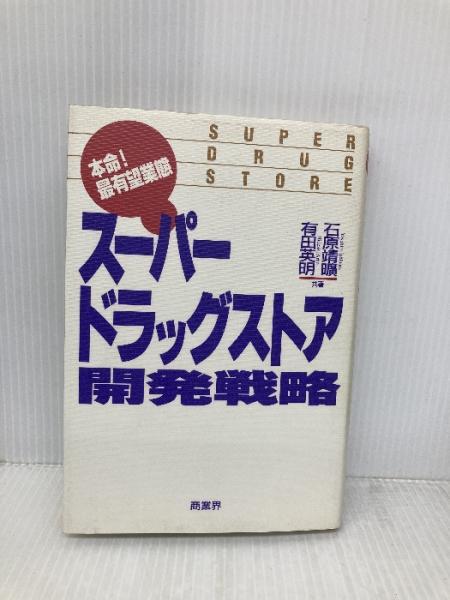 SUPER
DRUG
STORE
本命！
最有望業態
石原靖曠
有田英明
共著
スーパー
ドラッグストア
開発戦略
商業界